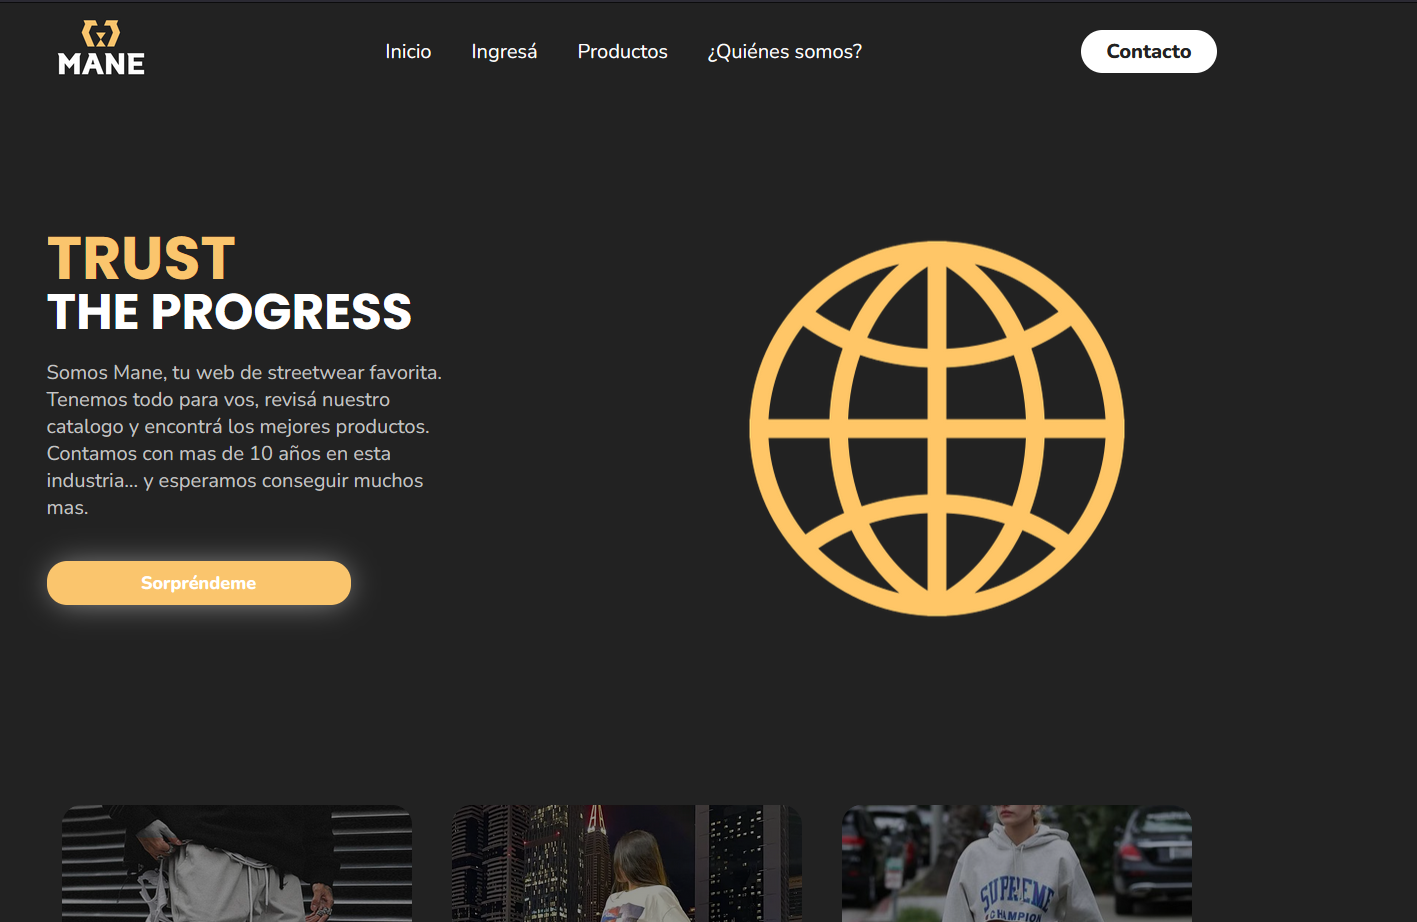 MANE
Inicio Ingresá Productos ¿Quiénes somos? Contacto
TRUST
THE PROGRESS
Somos Mane, tu web de streetwear favorita.
Tenemos todo para vos, revisá nuestro
catalogo y encontrá los mejores productos.
Contamos con mas de 10 años en esta
industria... y esperamos conseguir muchos
mas.
Sorpréndeme
SUPREME
CHAMPION